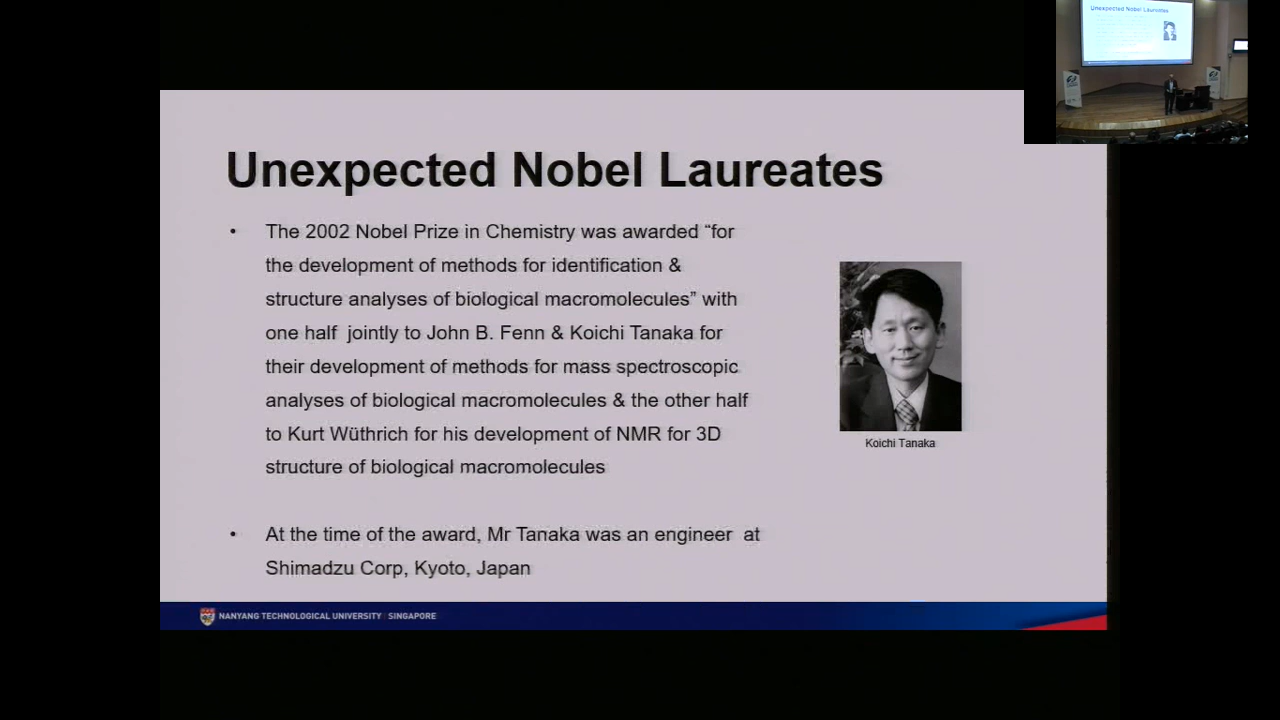 Unexpected Nobel Laureates
Unexpected Nobel Laureates
• The 2002 Nobel Prize in Chemistry was awarded “for
the development of methods for identification &
structure analyses of biological macromolecules” with
one half  jointly to John B. Fenn & Koichi Tanaka for
their development of methods for mass spectroscopic
analyses of biological macromolecules & the other half
to Kurt Wüthrich for his development of NMR for 3D
structure of biological macromolecules
Koichi Tanaka
• At the time of the award, Mr Tanaka was an engineer  at
Shimadzu Corp, Kyoto, Japan
NANYANG TECHNOLOGICAL UNIVERSITY | SINGAPORE